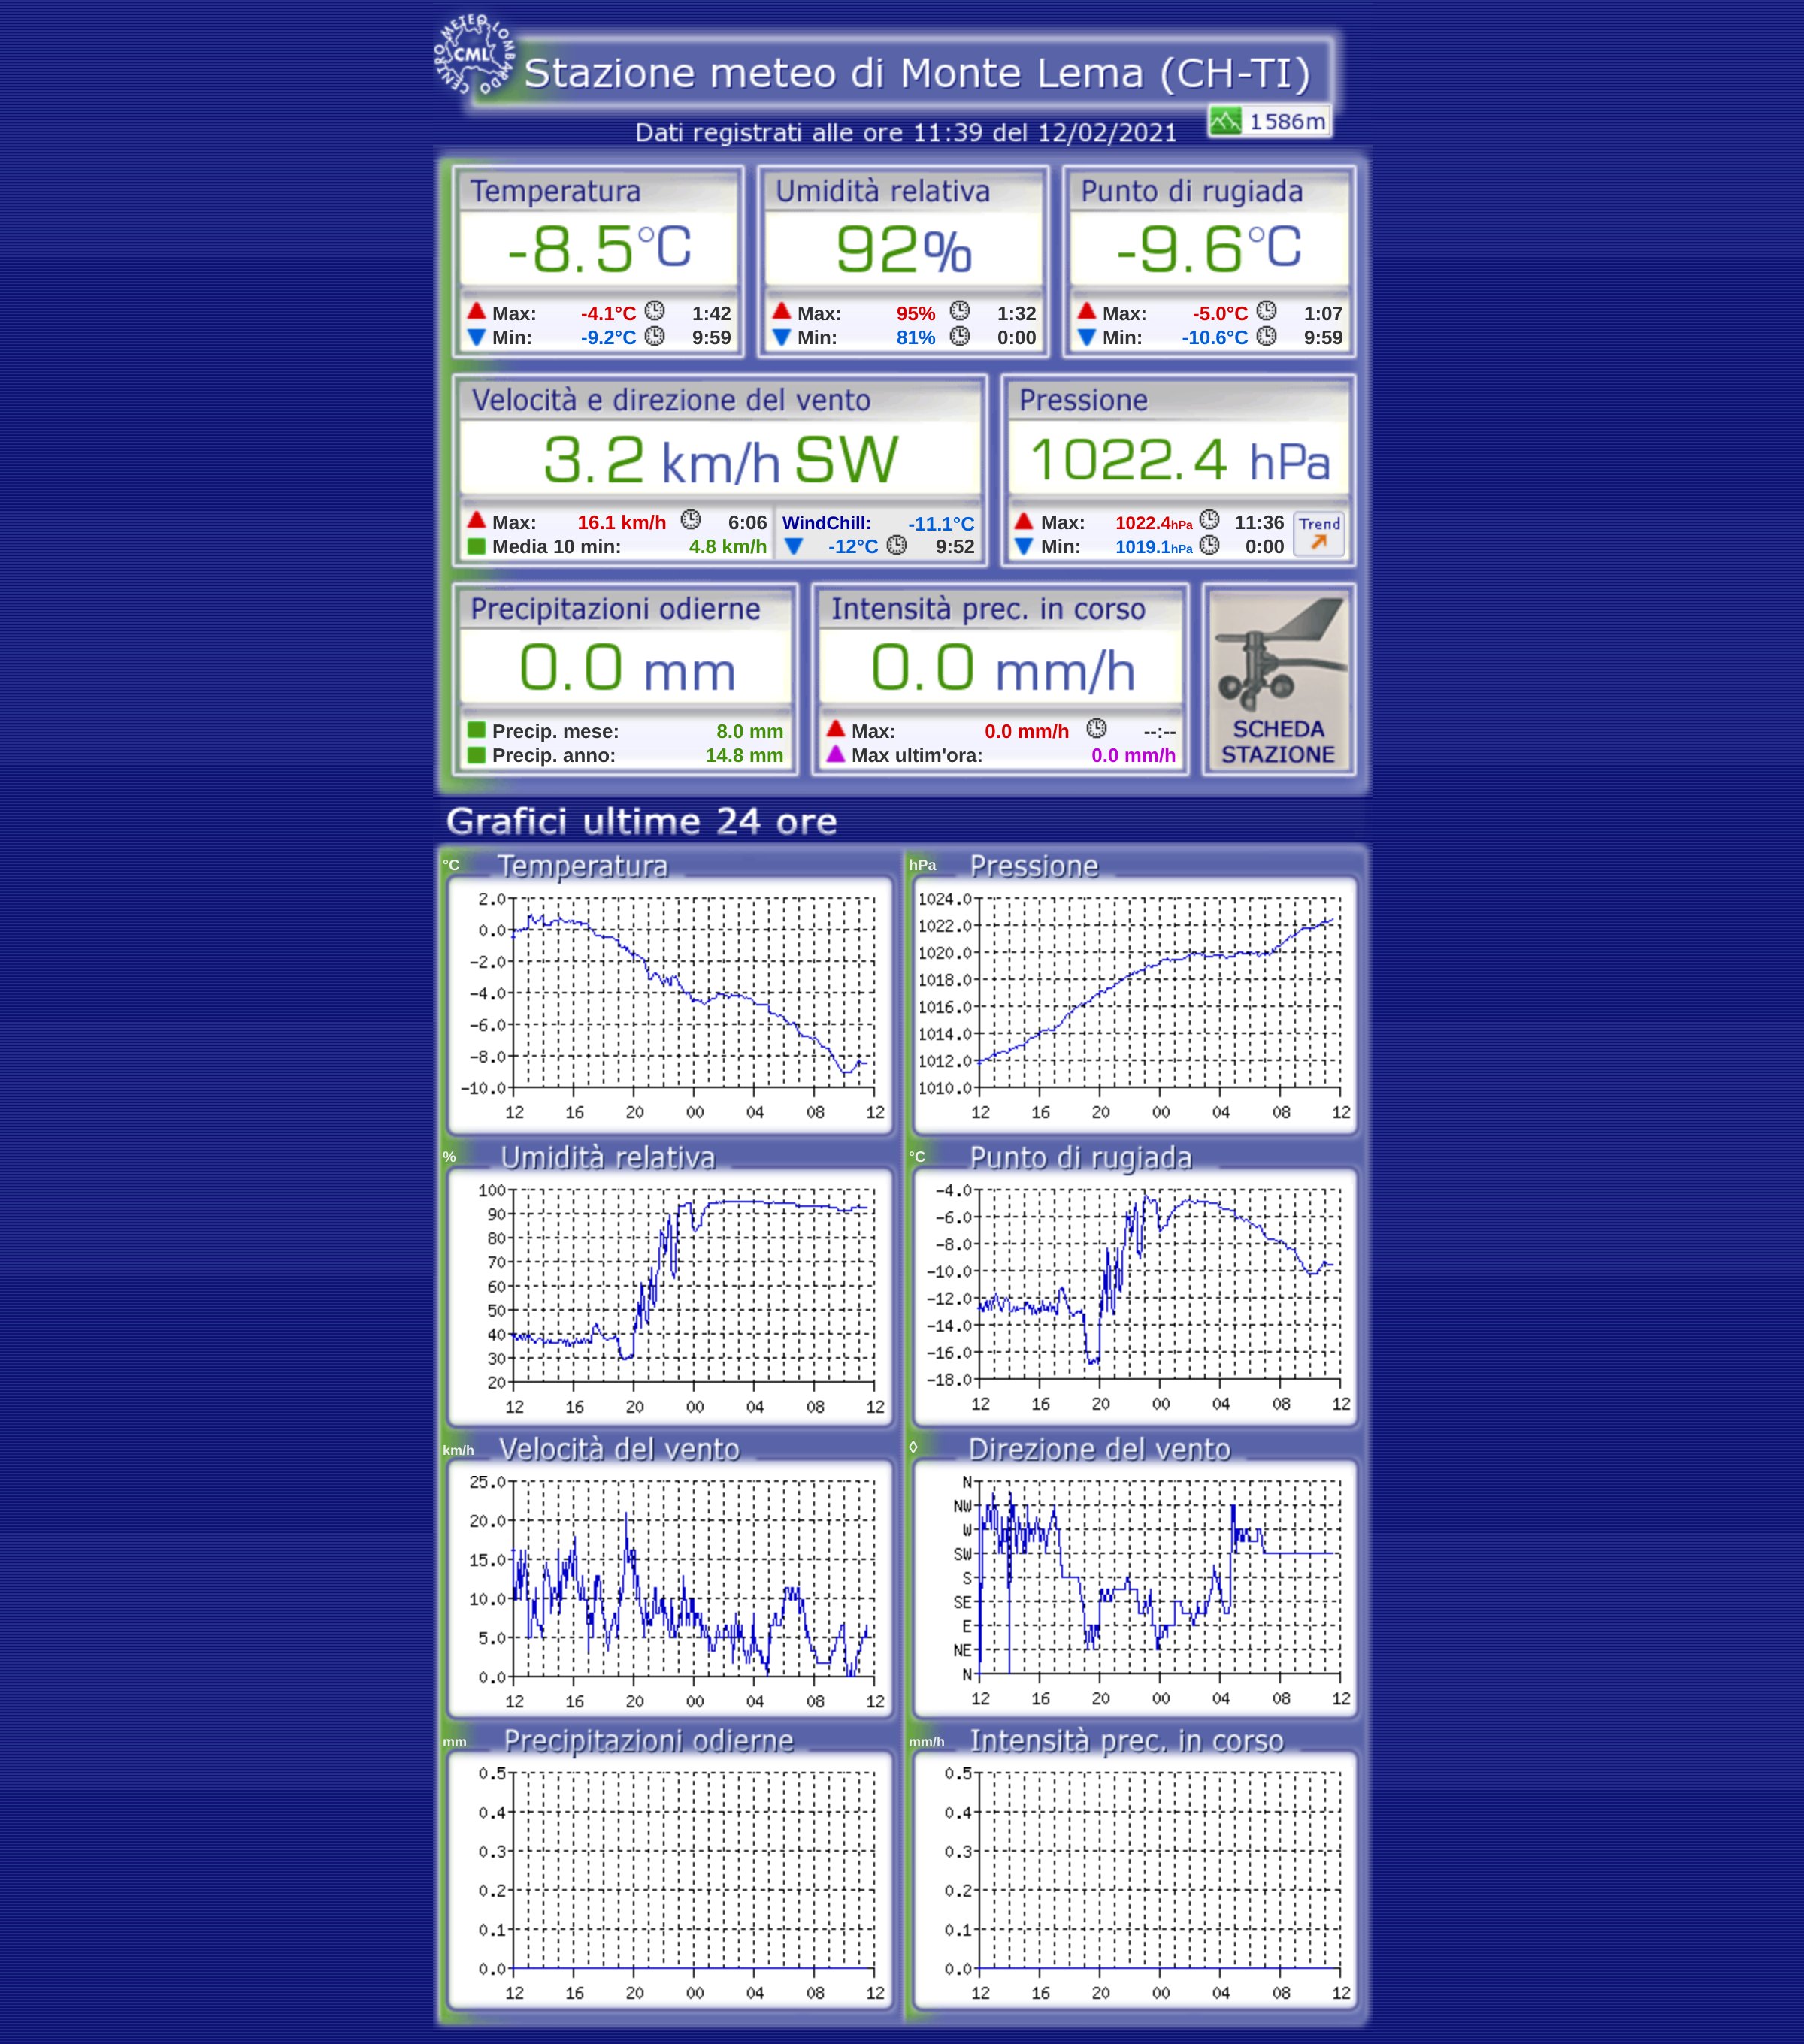 CENTRO METEO LOMBARDO
CML
Stazione meteo di Monte Lema (CH-TI)
1586m
Dati registrati alle ore 11:39 del 12/02/2021
Temperatura
-8.5°C
Max: -4.1°C 1:42
Min: -9.2°C 9:59
Umidità relativa
92%
Max: 95% 1:32
Min: 81% 0:00
Punto di rugiada
-9.6°C
Max: -5.0°C 1:07
Min: -10.6°C 9:59
Velocità e direzione del vento
3.2 km/h SW
Max: 16.1 km/h 6:06
Media 10 min: 4.8 km/h
WindChill: -11.1°C
-12°C 9:52
Pressione
1022.4 hPa
Max: 1022.4hPa 11:36
Min: 1019.1hPa 0:00
Trend
Precipitazioni odierne
0.0 mm
Precip. mese: 8.0 mm
Precip. anno: 14.8 mm
Intensità prec. in corso
0.0 mm/h
Max: 0.0 mm/h --:--
Max ultim'ora: 0.0 mm/h
SCHEDA
STAZIONE
Grafici ultime 24 ore
°C Temperatura
2.0
0.0
-2.0
-4.0
-6.0
-8.0
-10.0
12 16 20 00 04 08 12
hPa Pressione
1024.0
1022.0
1020.0
1018.0
1016.0
1014.0
1012.0
1010.0
12 16 20 00 04 08 12
% Umidità relativa
100
90
80
70
60
50
40
30
20
12 16 20 00 04 08 12
°C Punto di rugiada
-4.0
-6.0
-8.0
-10.0
-12.0
-14.0
-16.0
-18.0
12 16 20 00 04 08 12
km/h Velocità del vento
25.0
20.0
15.0
10.0
5.0
0.0
12 16 20 00 04 08 12
◊ Direzione del vento
N
NW
W
SW
S
SE
E
NE
N
12 16 20 00 04 08 12
mm Precipitazioni odierne
0.5
0.4
0.3
0.2
0.1
0.0
12 16 20 00 04 08 12
mm/h Intensità prec. in corso
0.5
0.4
0.3
0.2
0.1
0.0
12 16 20 00 04 08 12